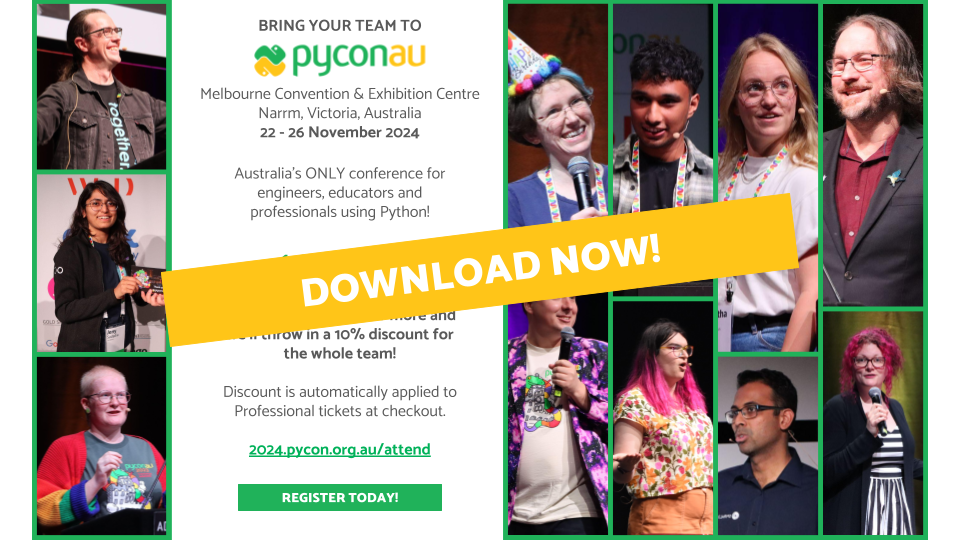 BRING YOUR TEAM TO
pyconau
Melbourne Convention & Exhibition Centre
Narrm, Victoria, Australia
22 - 26 November 2024
Australia's ONLY conference for
engineers, educators and
professionals using Python!
DOWNLOAD NOW!
more and
throw in a 10% discount for
the whole team!
Discount is automatically applied to
Professional tickets at checkout.
2024.pycon.org.au/attend
REGISTER TODAY!
together.
pyconau